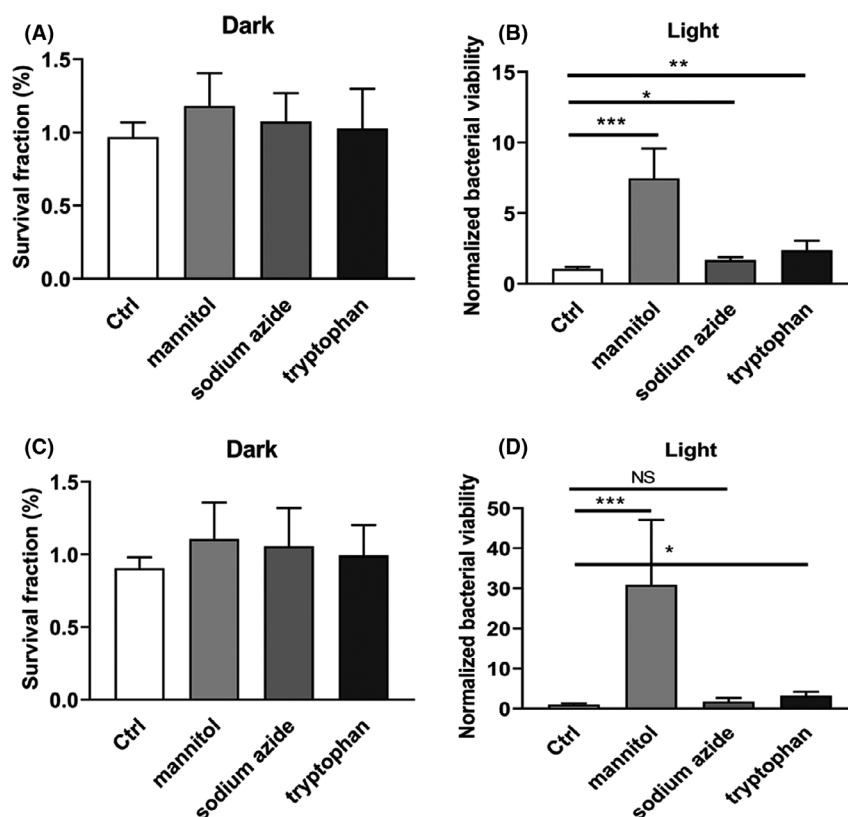 (A)
Dark
Survival fraction (%)
1.5
1.0
0.5
0.0
Ctrl
mannitol
sodium azide
tryptophan
(B)
Light
Normalized bacterial viability
15
10
5
0
**
*
***
Ctrl
mannitol
sodium azide
tryptophan
(C)
Dark
Survival fraction (%)
1.5
1.0
0.5
0.0
Ctrl
mannitol
sodium azide
tryptophan
(D)
Light
Normalized bacterial viability
50
40
30
20
10
0
NS
***
*
Ctrl
mannitol
sodium azide
tryptophan